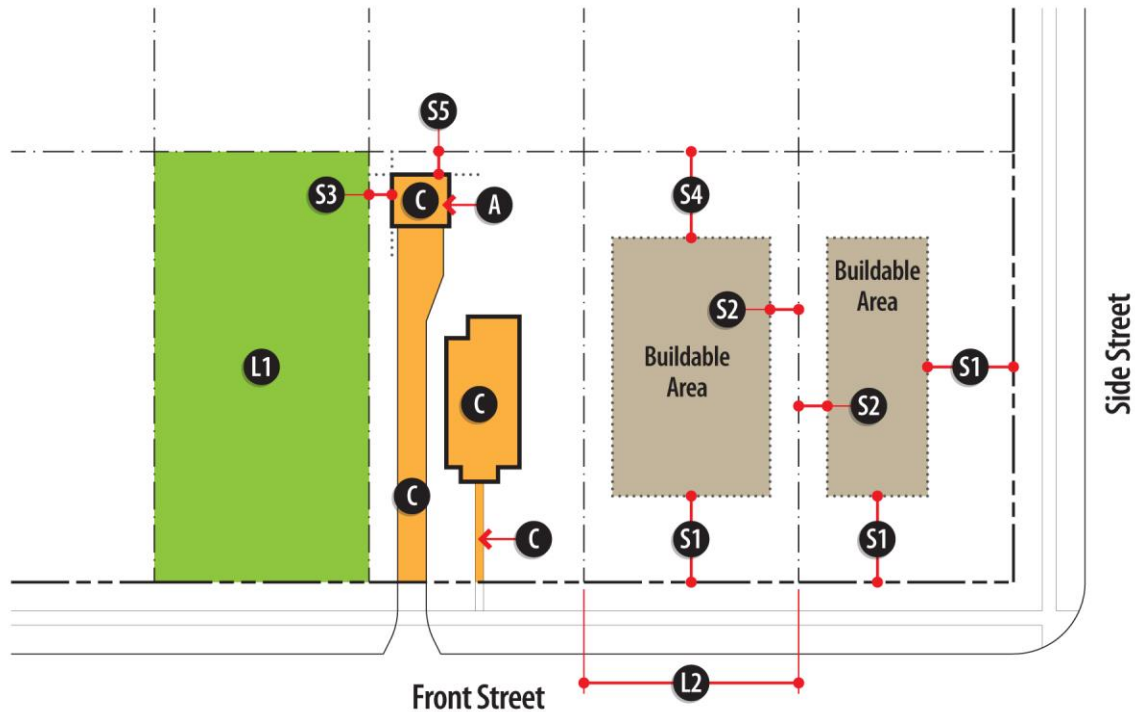 S5
S3
C
A
S4
Buildable
Area
S2
Buildable
Area
L1
S1
C
S2
Side Street
C
C
S1
S1
L2
Front Street